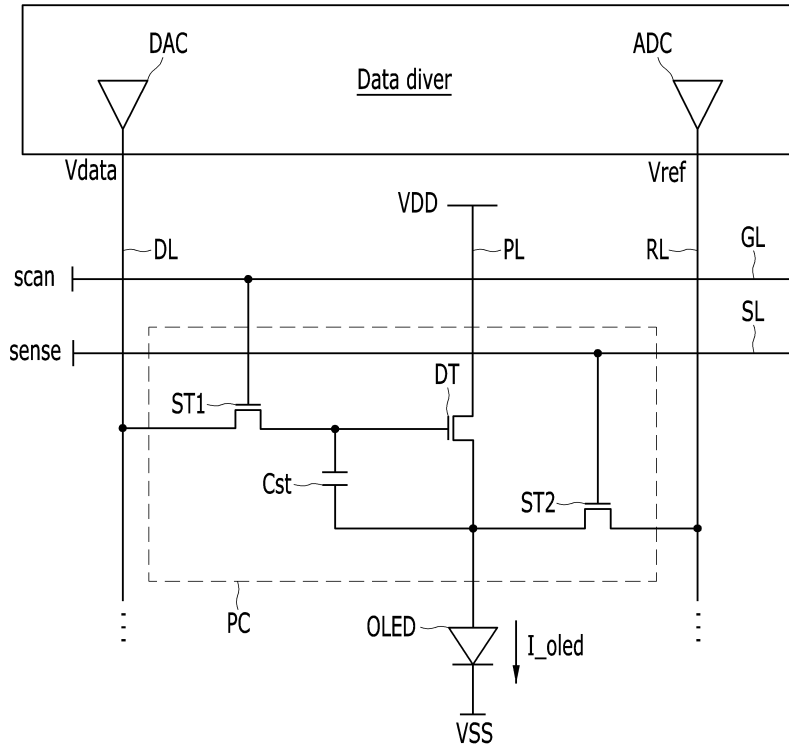 DAC
ADC
Data diver
Vdata
Vref
VDD
DL
PL
RL
GL
scan
SL
sense
DT
ST1
Cst
ST2
PC
OLED
I_oled
VSS